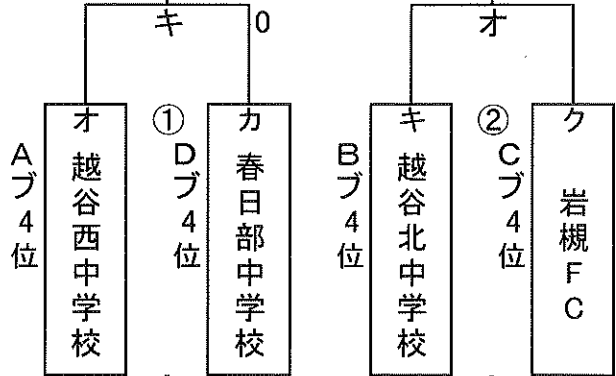 キ
0
オ
オ
①
カ
キ
②
ク
Aブ4位
越谷西中学校
Dブ4位
春日部中学校
Bブ4位
越谷北中学校
Cブ4位
岩槻FC